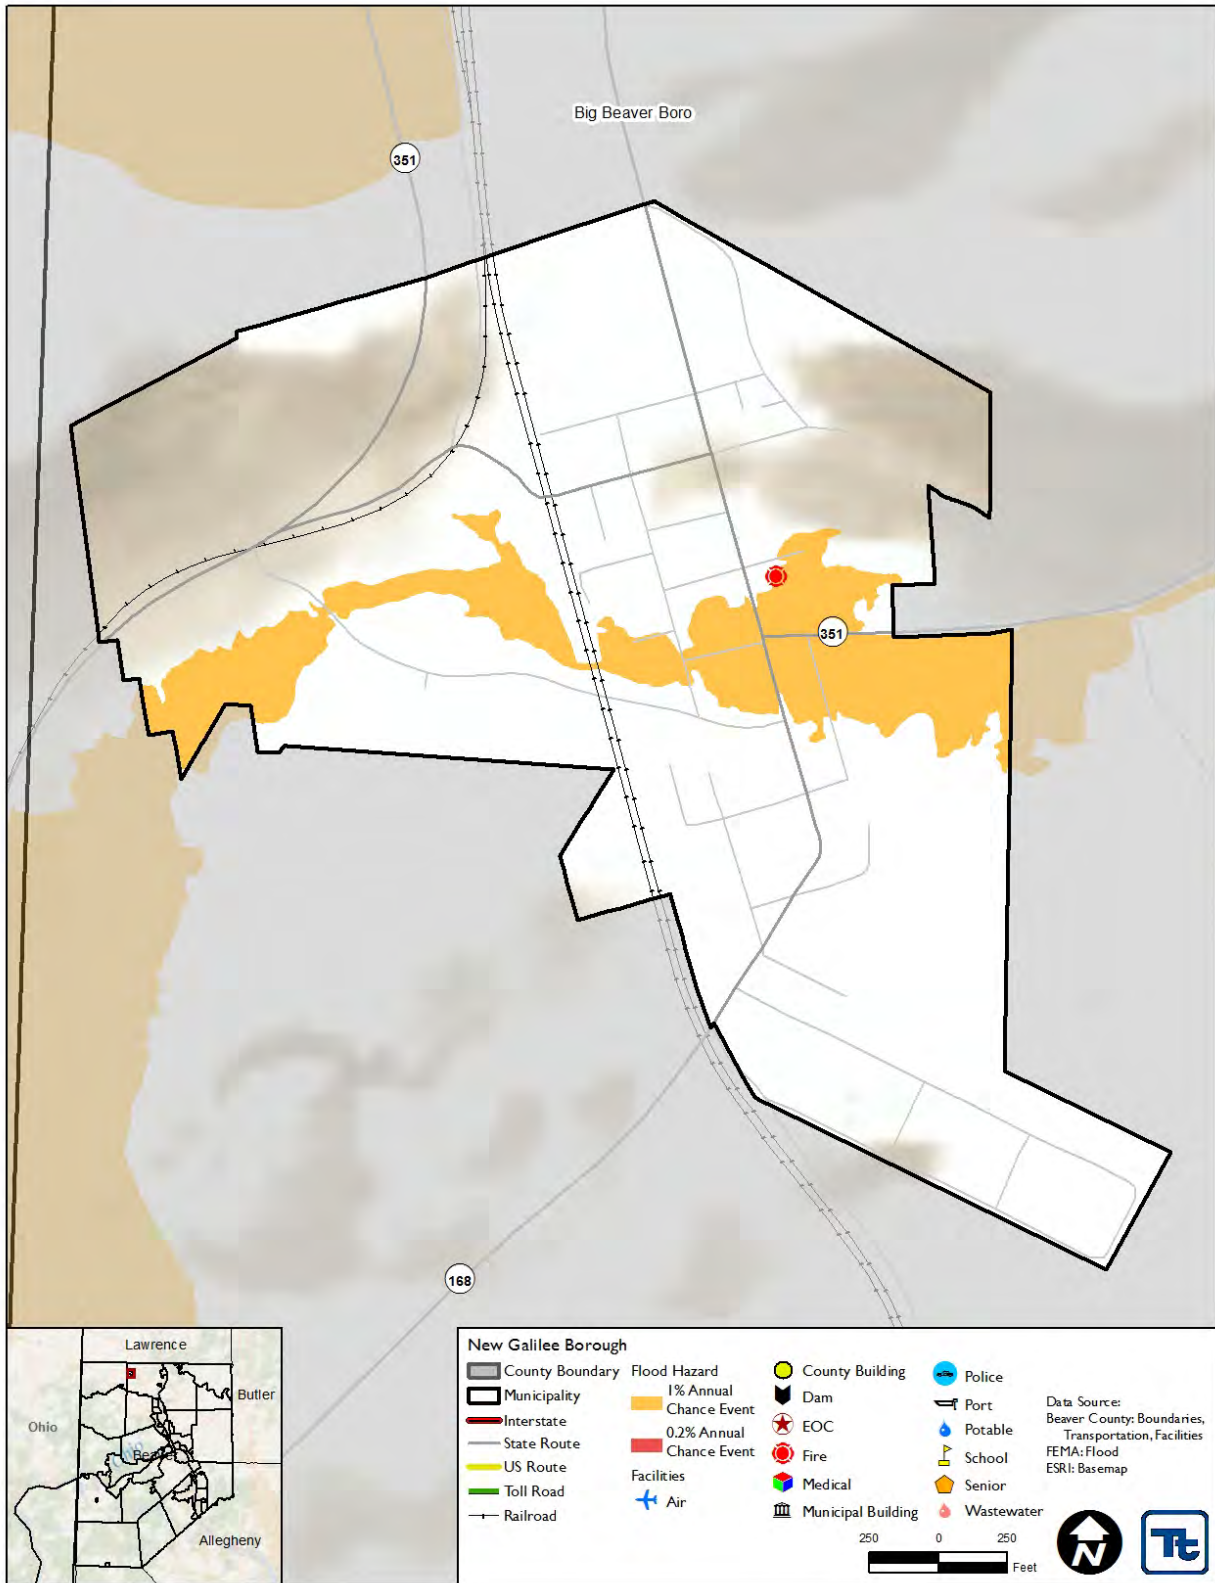 Big Beaver Boro
351
351
168
Lawrence
Butler
Ohio
Ohio
Beaver
Allegheny
New Galilee Borough
County Boundary
Municipality
Interstate
State Route
US Route
Toll Road
Railroad
Flood Hazard
1% Annual
Chance Event
0.2% Annual
Chance Event
Facilities
Air
County Building
Dam
EOC
Fire
Medical
Municipal Building
Police
Port
Potable
School
Senior
Wastewater
Data Source:
Beaver County: Boundaries,
Transportation, Facilities
FEMA: Flood
ESRI: Basemap
250 0 250
Feet
N
Tt